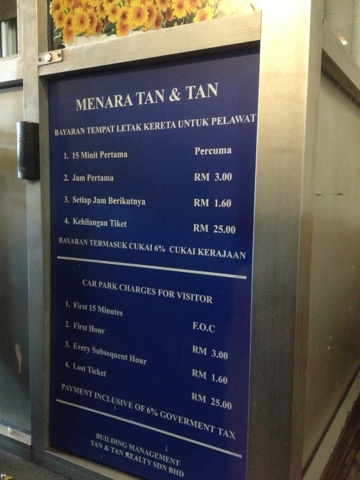 MENARA TAN & TAN
BAYARAN TEMPAT LETAK KERETA UNTUK PELAWAT
1. 15 Minit Pertama Percuma
2. Jam Pertama RM 3.00
3. Setiap Jam Berikutnya RM 1.60
4. Kehilangan Tiket RM 25.00
BAYARAN TERMASUK CUKAI 6% CUKAI KERAJAAN
CAR PARK CHARGES FOR VISITOR
1. First 15 Minutes F.O.C
2. First Hour RM 3.00
3. Every Subsequent Hour RM 1.60
4. Lost Ticket RM 25.00
PAYMENT INCLUSIVE OF 6% GOVERMENT TAX
BUILDING MANAGEMENT
TAN & TAN REALTY SDN BHD